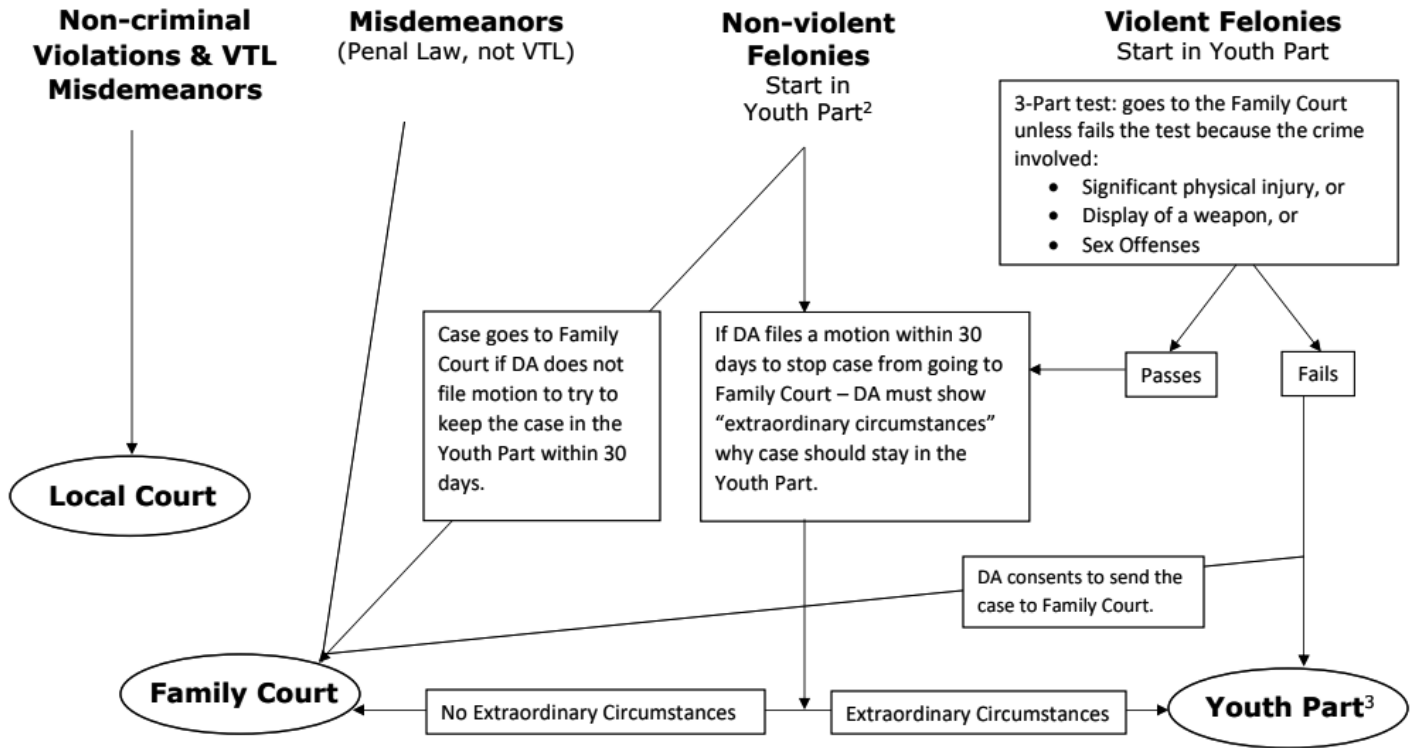 Non-criminal
Violations & VTL
Misdemeanors
Misdemeanors
(Penal Law, not VTL)
Non-violent
Felonies
Start in
Youth Part²
Violent Felonies
Start in Youth Part
3-Part test: goes to the Family Court
unless fails the test because the crime
involved:
• Significant physical injury, or
• Display of a weapon, or
• Sex Offenses
Case goes to Family
Court if DA does not
file motion to try to
keep the case in the
Youth Part within 30
days.
If DA files a motion within 30
days to stop case from going to
Family Court – DA must show
“extraordinary circumstances”
why case should stay in the
Youth Part.
Passes
Fails
Local Court
DA consents to send the
case to Family Court.
Family Court
No Extraordinary Circumstances
Extraordinary Circumstances
Youth Part³